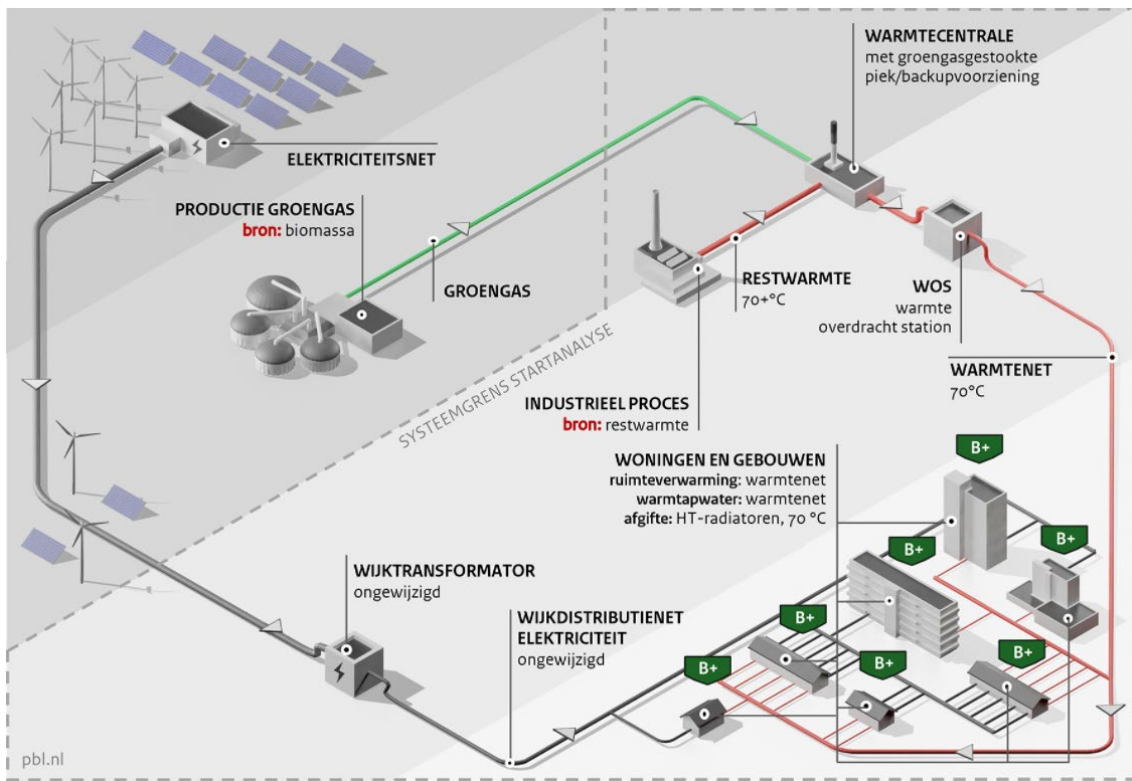 WARMTECENTRALE
met groengasgestookte
piek/backupvoorziening
ELEKTRICITEITSNET
PRODUCTIE GROENGAS
bron: biomassa
GROENGAS
RESTWARMTE
70+°C
WOS
warmte
overdracht station
WARMTENET
70°C
SYSTEEMGRENS STARTANALYSE
INDUSTRIEEL PROCES
bron: restwarmte
WONINGEN EN GEBOUWEN
ruimteverwarming: warmtenet
warmtapwater: warmtenet
afgifte: HT-radiatoren, 70 °C
B+
B+
B+
B+
B+
B+
B+
WIJKTRANSFORMATOR
ongewijzigd
WIJKDISTRIBUTIENET
ELEKTRICITEIT
ongewijzigd
pbl.nl